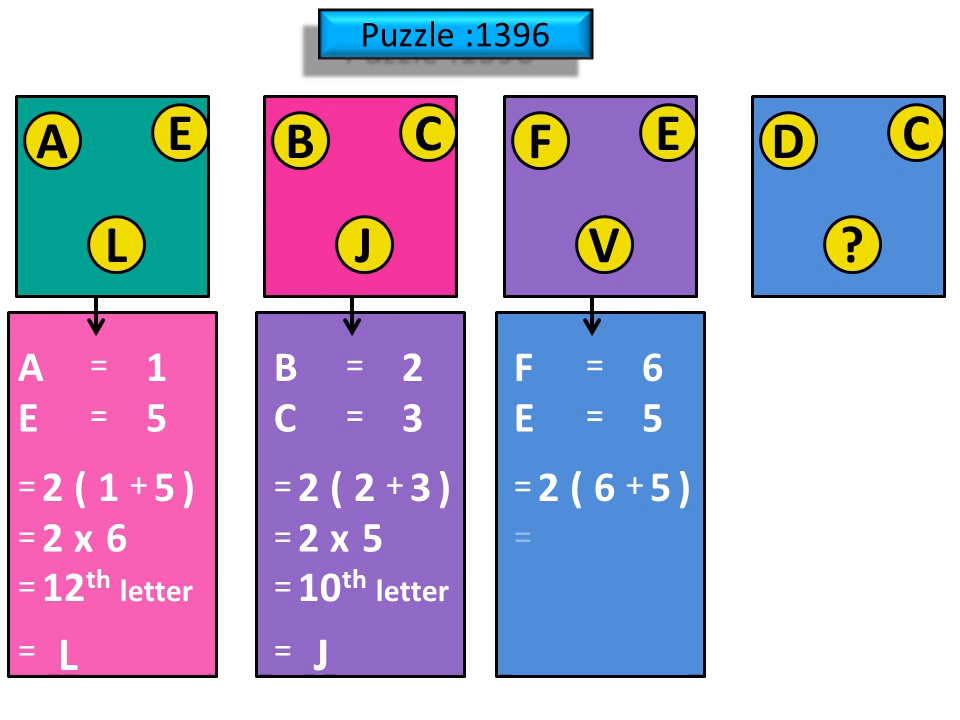 Puzzle :1396
A E B C F E D C
L J V ?
A = 1
E = 5
= 2 ( 1 + 5 )
= 2 x 6
= 12th letter
= L
B = 2
C = 3
= 2 ( 2 + 3 )
= 2 x 5
= 10th letter
= J
F = 6
E = 5
= 2 ( 6 + 5 )
=